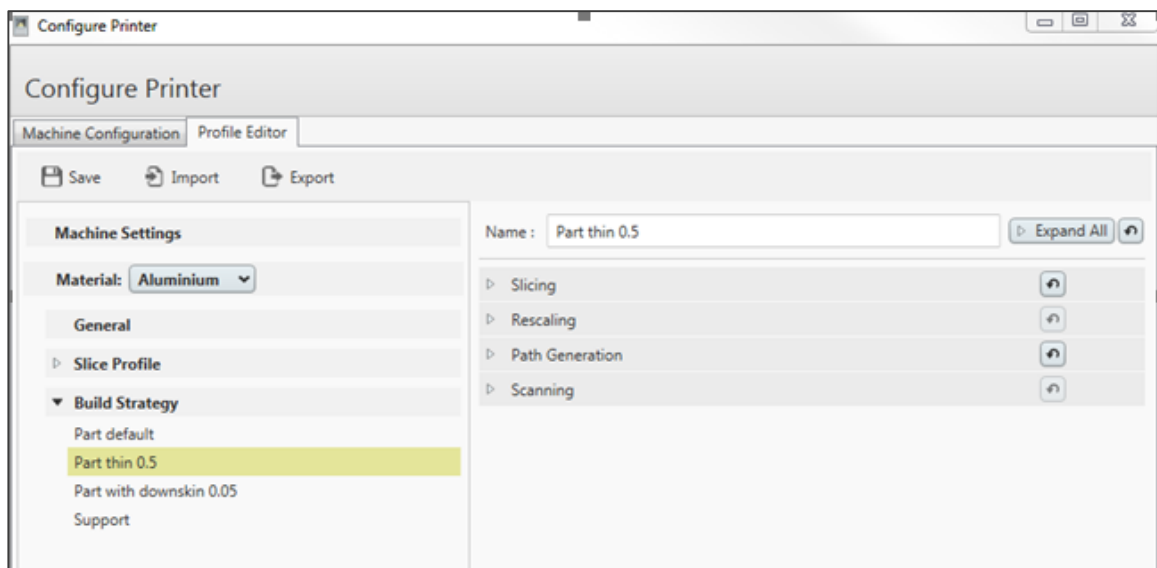 Configure Printer
Configure Printer
Machine Configuration Profile Editor
Save Import Export
Machine Settings
Material: Aluminium
General
Slice Profile
Build Strategy
Part default
Part thin 0.5
Part with downskin 0.05
Support
Name : Part thin 0.5 Expand All
Slicing
Rescaling
Path Generation
Scanning